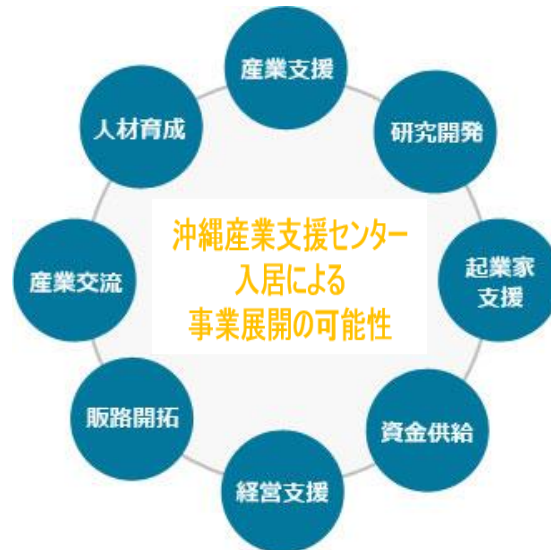 産業支援
人材育成
研究開発
沖縄産業支援センター
入居による
事業展開の可能性
産業交流
起業家
支援
販路開拓
資金供給
経営支援